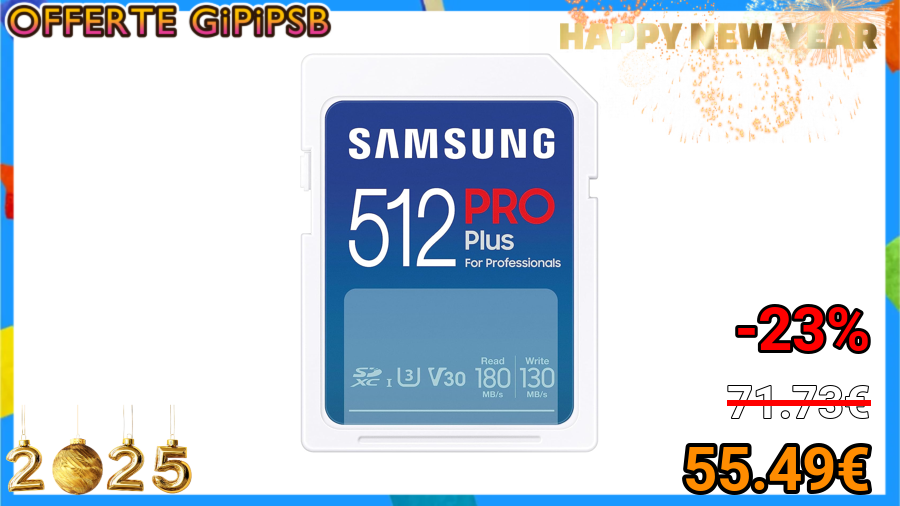 OFFERTE GiPiPSB
HAPPY NEW YEAR
SAMSUNG
512 PRO
Plus
For Professionals
SDXC I U3 V30 Read 180 MB/s Write 130 MB/s
-23%
71.73€
55.49€
2025